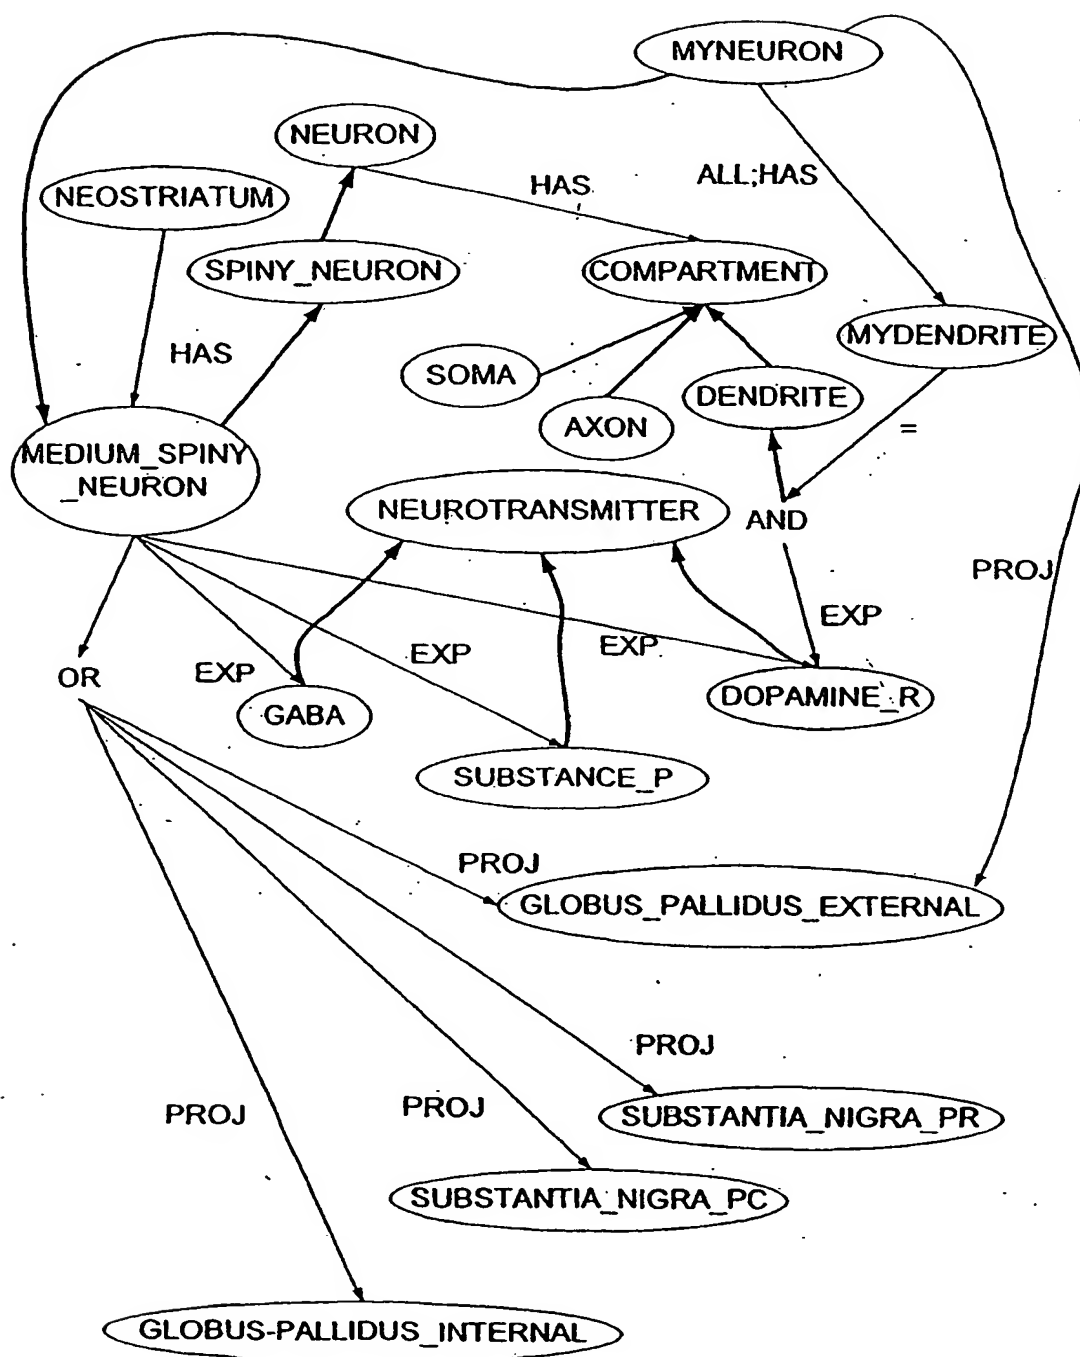 MYNEURON
NEURON
NEOSTRIATUM
HAS
ALL;HAS
SPINY_NEURON
COMPARTMENT
MYDENDRITE
HAS
SOMA
DENDRITE
AXON
=
MEDIUM_SPINY
_NEURON
NEUROTRANSMITTER
AND
PROJ
EXP
EXP
EXP
EXP
OR
GABA
DOPAMINE_R
SUBSTANCE_P
PROJ
GLOBUS_PALLIDUS_EXTERNAL
PROJ
PROJ
PROJ
SUBSTANTIA_NIGRA_PR
SUBSTANTIA_NIGRA_PC
GLOBUS-PALLIDUS_INTERNAL